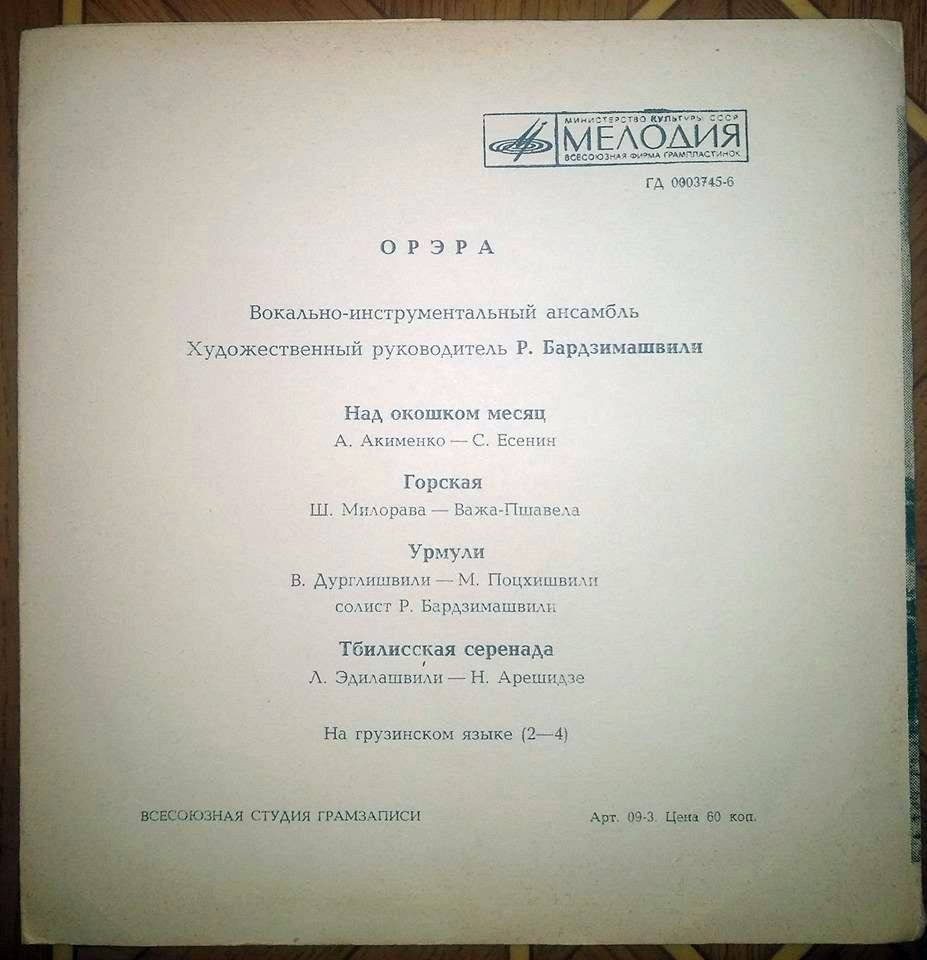 МИНИСТЕРСТВО КУЛЬТУРЫ СССР
МЕЛОДИЯ
ВСЕСОЮЗНАЯ ФИРМА ГРАМПЛАСТИНОК
ГД 0003745-6
ОРЭРА
Вокально-инструментальный ансамбль
Художественный руководитель Р. Бардзимашвили
Над окошком месяц
А. Акименко — С. Есенин
Горская
Ш. Милорава — Важа-Пшавела
Урмули
В. Дурглишвили — М. Поцхишвили
солист Р. Бардзимашвили
Тбилисская серенада
Л. Эдилашвили — Н. Арешидзе
На грузинском языке (2—4)
ВСЕСОЮЗНАЯ СТУДИЯ ГРАМЗАПИСИ
Арт. 09-3. Цена 60 коп.